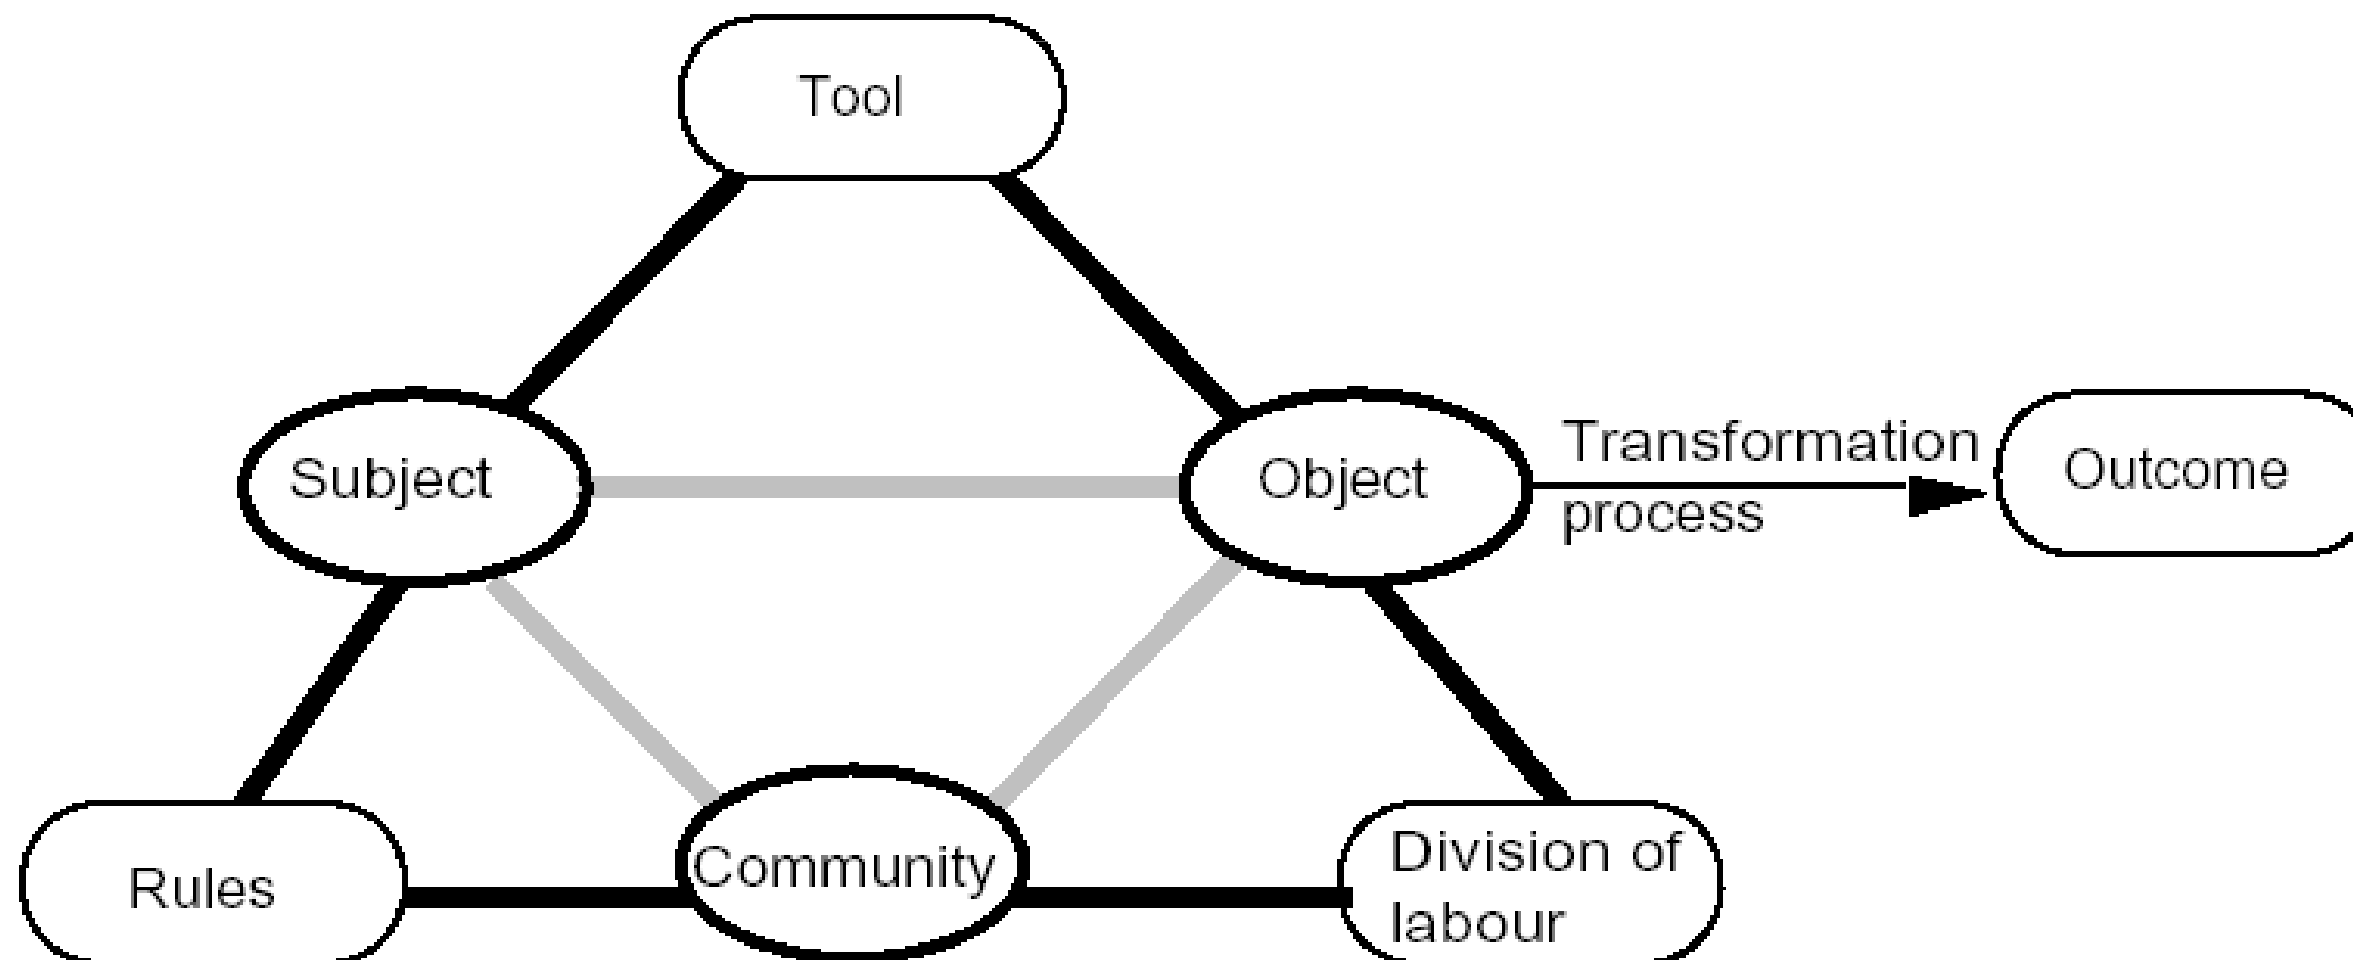 Tool
Subject
Object
Transformation
process
Outcome
Rules
Community
Division of
labour